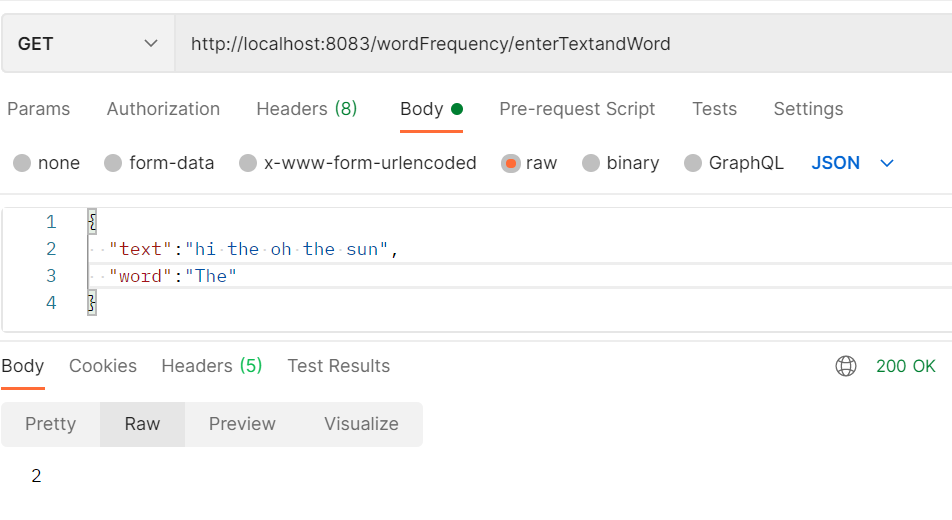 GET http://localhost:8083/wordFrequency/enterTextandWord
Params Authorization Headers (8) Body Pre-request Script Tests Settings
none form-data x-www-form-urlencoded raw binary GraphQL JSON
1 {
2 "text":"hi the oh the sun",
3 "word":"The"
4 }
Body Cookies Headers (5) Test Results 200 OK
Pretty Raw Preview Visualize
2